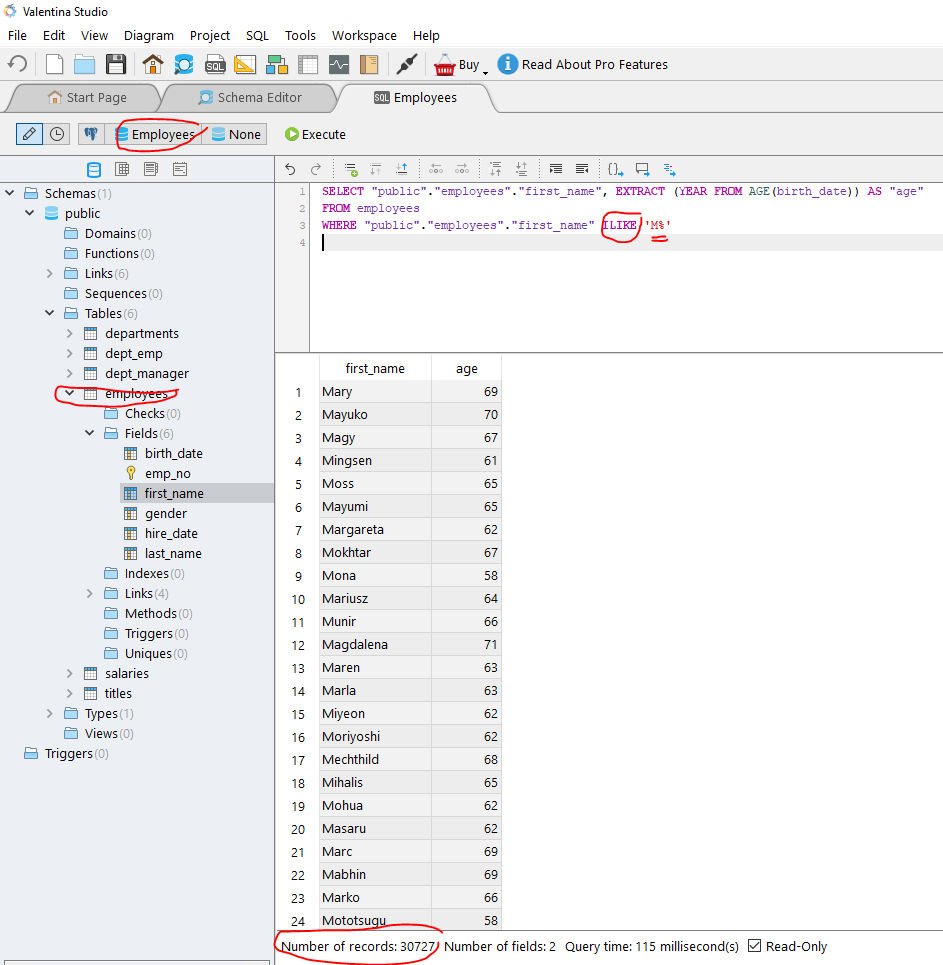 Valentina Studio
File Edit View Diagram Project SQL Tools Workspace Help
SQL Buy Read About Pro Features
Start Page Schema Editor SQL Employees
Employees None Execute
Schemas (1)
public
Domains (0)
Functions (0)
Links (6)
Sequences (0)
Tables (6)
departments
dept_emp
dept_manager
employees
Checks (0)
Fields (6)
birth_date
emp_no
first_name
gender
hire_date
last_name
Indexes (0)
Links (4)
Methods (0)
Triggers (0)
Uniques (0)
salaries
titles
Types (1)
Views (0)
Triggers (0)
1 SELECT "public"."employees"."first_name", EXTRACT (YEAR FROM AGE(birth_date)) AS "age"
2 FROM employees
3 WHERE "public"."employees"."first_name" ILIKE 'M%'
4
first_name age
1 Mary 69
2 Mayuko 70
3 Magy 67
4 Mingsen 61
5 Moss 65
6 Mayumi 65
7 Margareta 62
8 Mokhtar 67
9 Mona 58
10 Mariusz 64
11 Munir 66
12 Magdalena 71
13 Maren 63
14 Marla 63
15 Miyeon 62
16 Moriyoshi 62
17 Mechthild 68
18 Mihalis 65
19 Mohua 62
20 Masaru 62
21 Marc 69
22 Mabhin 69
23 Marko 66
24 Mototsugu 58
Number of records: 30727 Number of fields: 2 Query time: 115 millisecond(s) Read-Only